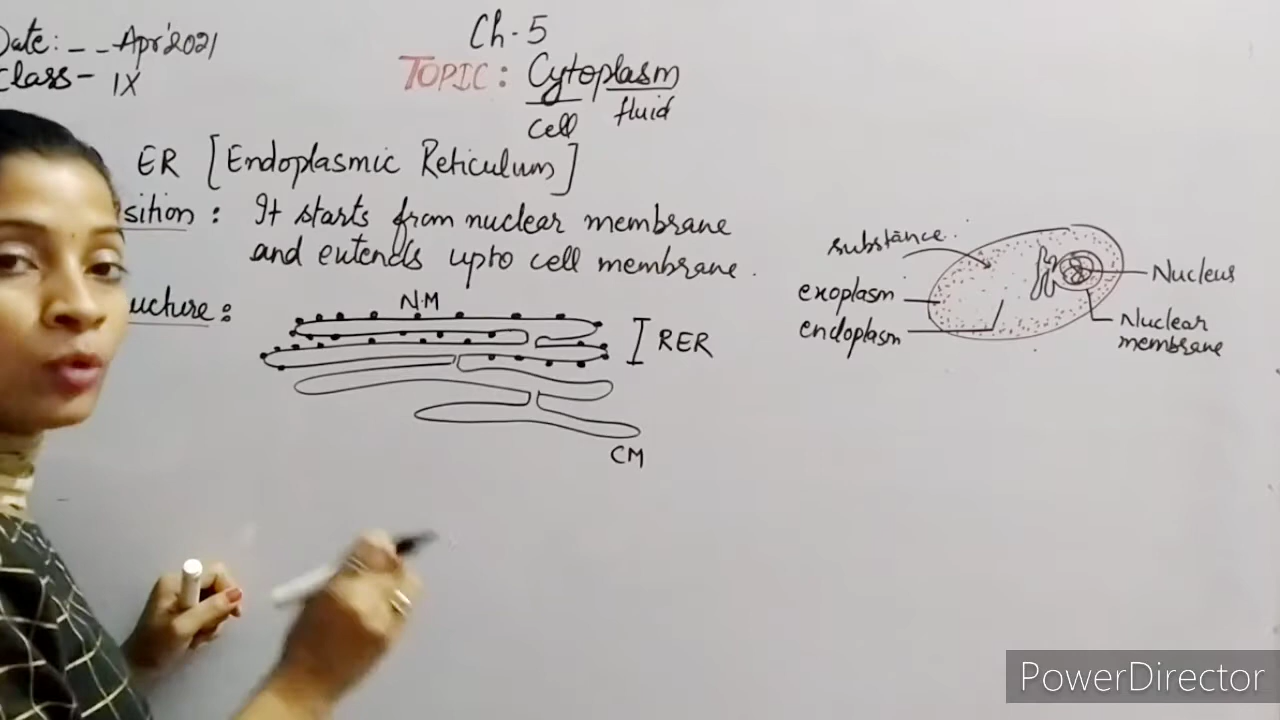 Date: _ _ Apr'2021
Class - IX
Ch-5
TOPIC: Cytoplasm
Cell fluid
ER [Endoplasmic Reticulum]
sition: It starts from nuclear membrane
and extends upto cell membrane.
ucture:
N·M
RER
CM
substance..
exoplasm
endoplasm
Nucleus
Nuclear
membrane
PowerDirector